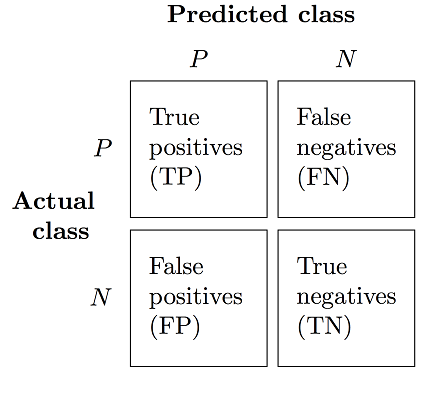 Predicted class
P N
True
positives
(TP)
False
negatives
(FN)
P
Actual
class
False
positives
(FP)
True
negatives
(TN)
N